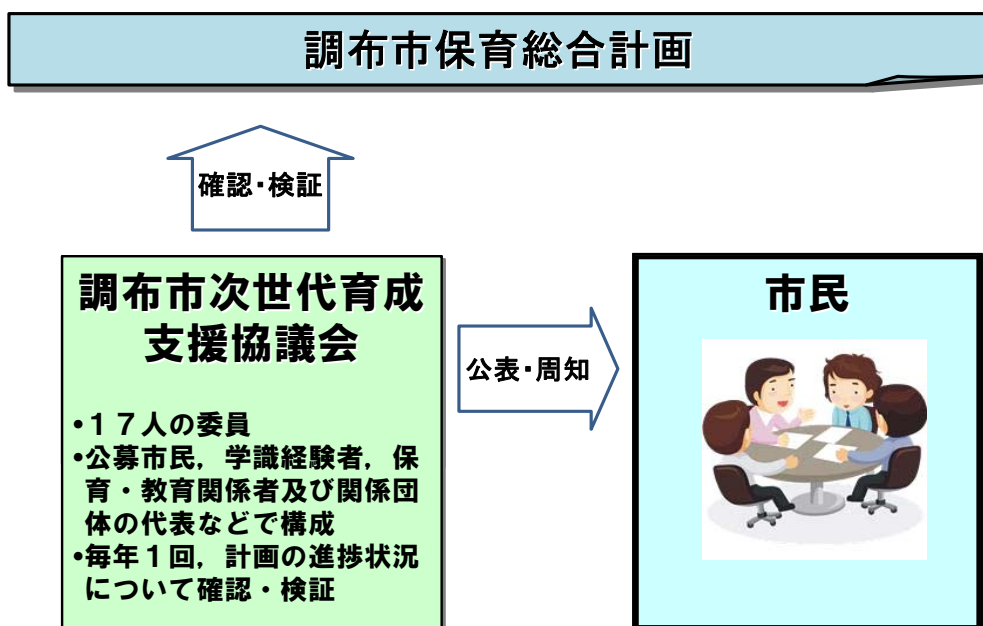 調布市保育総合計画
確認・検証
調布市次世代育成
支援協議会
•１７人の委員
•公募市民，学識経験者，保
育・教育関係者及び関係団
体の代表などで構成
•毎年１回，計画の進捗状況
について確認・検証
公表・周知
市民